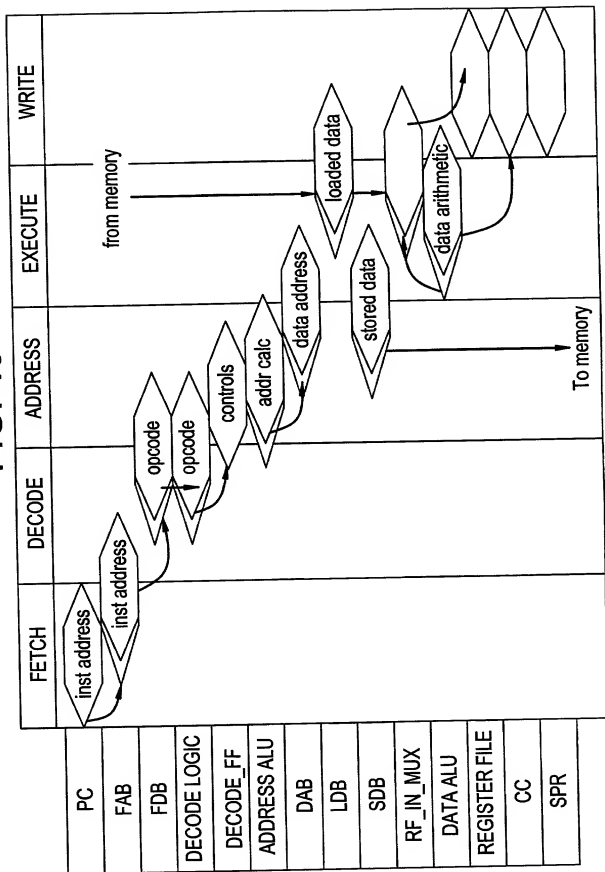 FETCH
DECODE
ADDRESS
EXECUTE
WRITE
PC
inst address
FAB
inst address
FDB
opcode
DECODE LOGIC
opcode
DECODE_FF
controls
ADDRESS ALU
addr calc
DAB
data address
LDB
from memory
loaded data
SDB
stored data
To memory
RF_IN_MUX
DATA ALU
data arithmetic
REGISTER FILE
CC
SPR